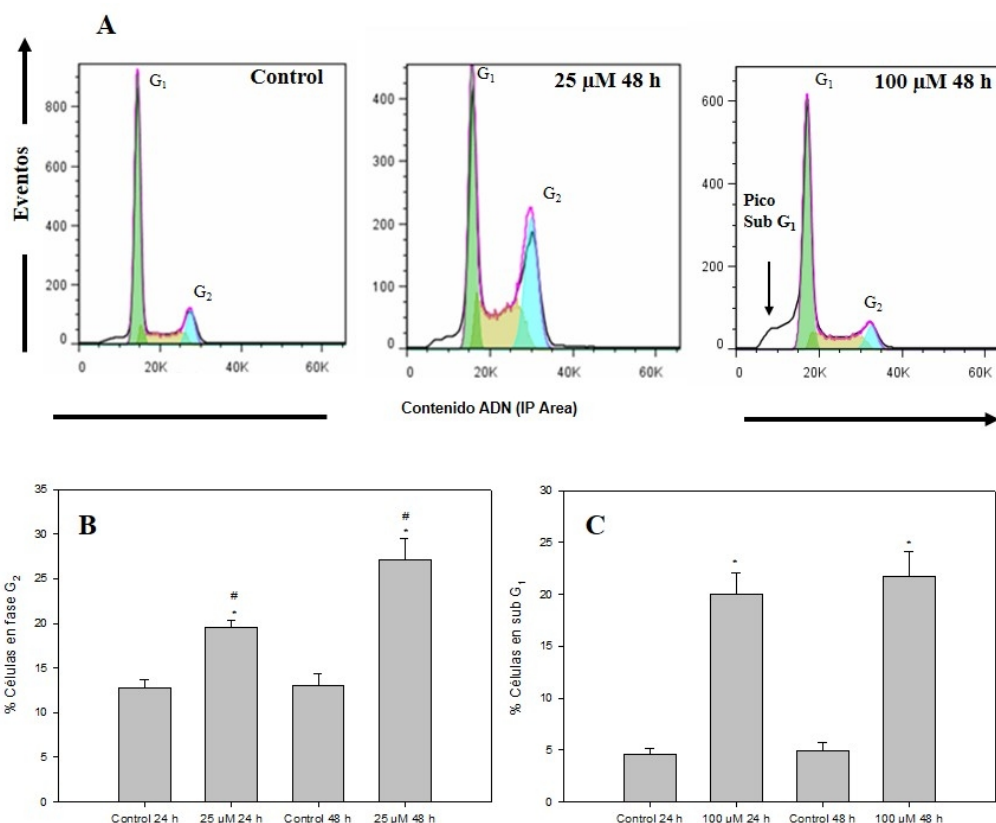 A
Eventos
Control
G₁
G₂
800
600
400
200
0
0 20K 40K 60K
25 µM 48 h
G₁
G₂
400
300
200
100
0
0 20K 40K 60K
100 µM 48 h
G₁
Pico
Sub G₁
G₂
600
400
200
0
0 20K 40K 60K
Contenido ADN (IP Area)
B
% Células en fase G₂
35
30
25
20
15
10
5
0
#
*
#
*
Control 24 h 25 µM 24 h Control 48 h 25 µM 48 h
C
% Células en sub G₁
30
25
20
15
10
5
0
*
*
Control 24 h 100 µM 24 h Control 48 h 100 µM 48 h